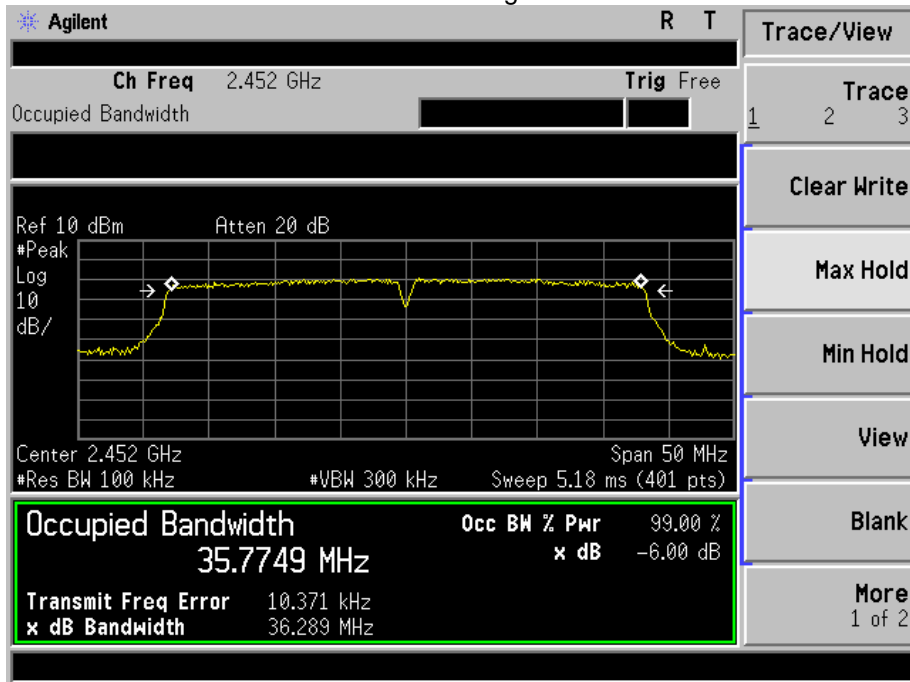 Agilent R T
Ch Freq 2.452 GHz Trig Free
Occupied Bandwidth
Ref 10 dBm Atten 20 dB
#Peak
Log
10
dB/
Center 2.452 GHz Span 50 MHz
#Res BW 100 kHz #VBW 300 kHz Sweep 5.18 ms (401 pts)
Occupied Bandwidth
35.7749 MHz
Occ BW % Pwr 99.00 %
x dB -6.00 dB
Transmit Freq Error 10.371 kHz
x dB Bandwidth 36.289 MHz
Trace/View
Trace
1 2 3
Clear Write
Max Hold
Min Hold
View
Blank
More
1 of 2